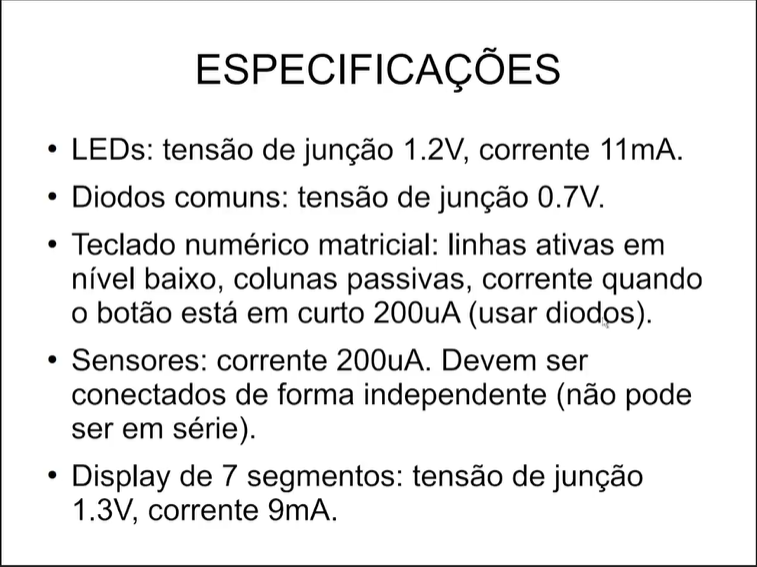 ESPECIFICAÇÕES
• LEDs: tensão de junção 1.2V, corrente 11mA.
• Diodos comuns: tensão de junção 0.7V.
• Teclado numérico matricial: linhas ativas em
nível baixo, colunas passivas, corrente quando
o botão está em curto 200uA (usar diodos).
• Sensores: corrente 200uA. Devem ser
conectados de forma independente (não pode
ser em série).
• Display de 7 segmentos: tensão de junção
1.3V, corrente 9mA.